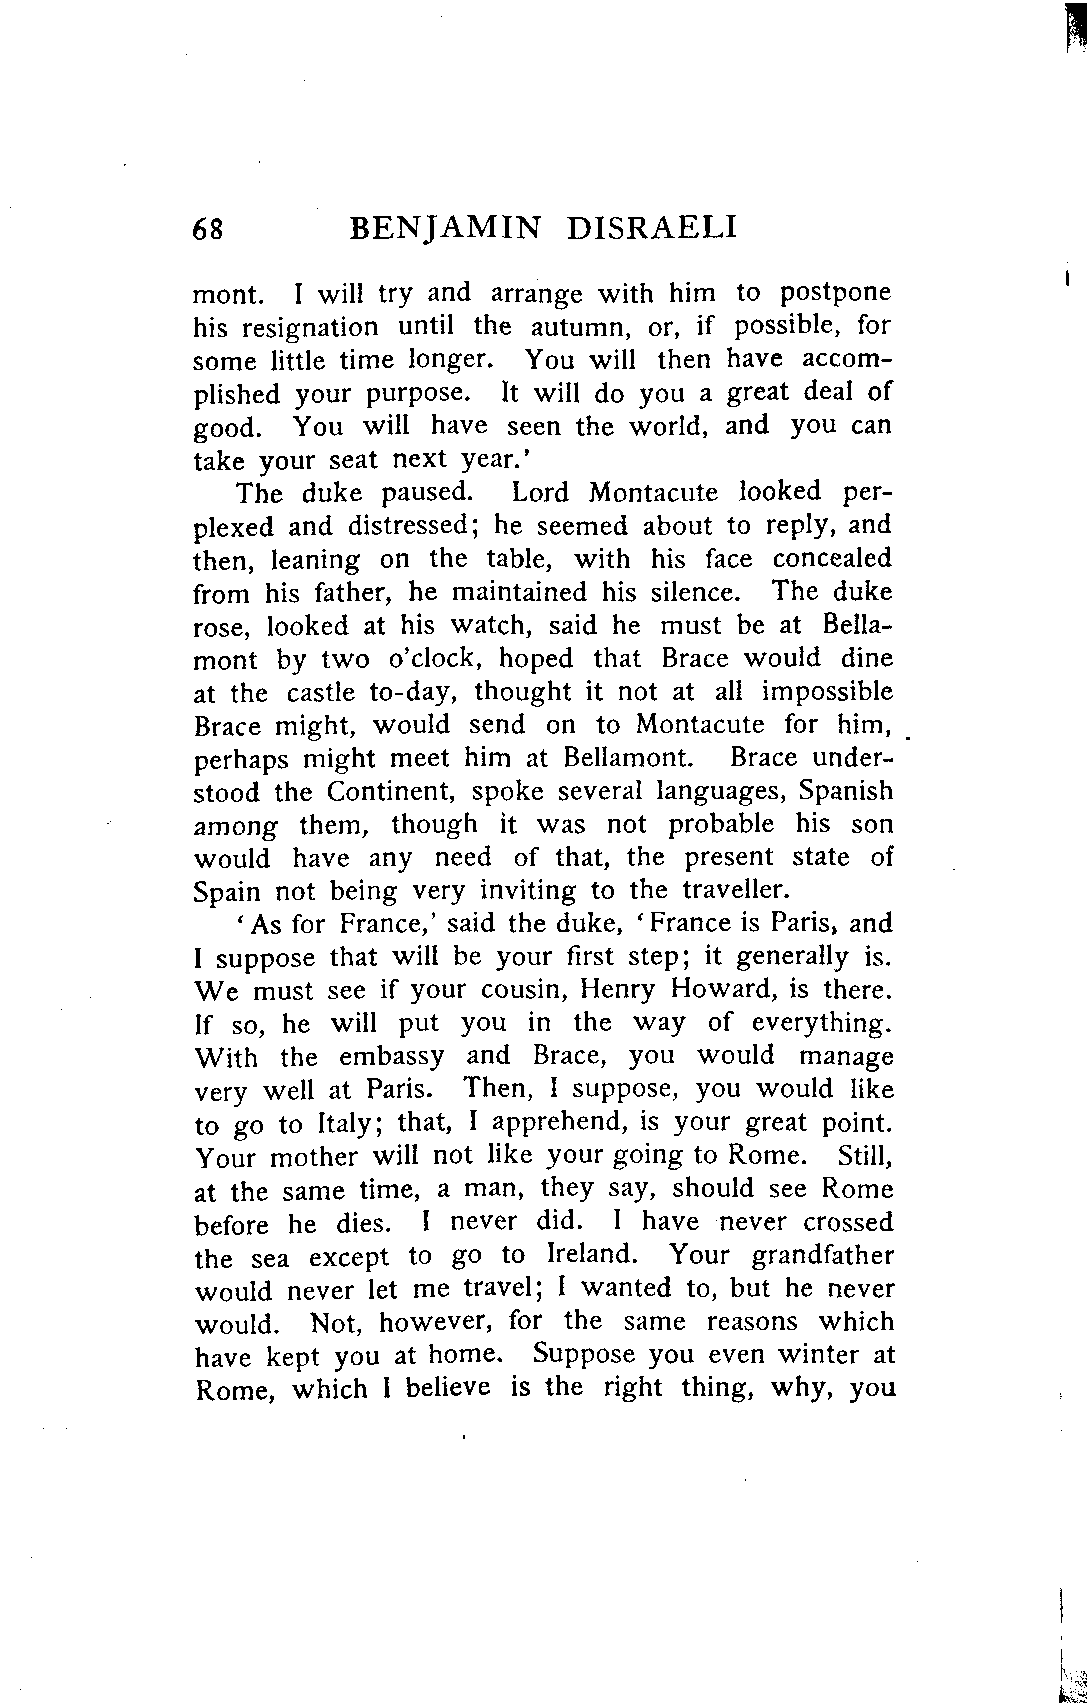 68 BENJAMIN DISRAELI
mont. I will try and arrange with him to postpone
his resignation until the autumn, or, if possible, for
some little time longer. You will then have accom-
plished your purpose. It will do you a great deal of
good. You will have seen the world, and you can
take your seat next year.'
The duke paused. Lord Montacute looked per-
plexed and distressed; he seemed about to reply, and
then, leaning on the table, with his face concealed
from his father, he maintained his silence. The duke
rose, looked at his watch, said he must be at Bella-
mont by two o'clock, hoped that Brace would dine
at the castle to-day, thought it not at all impossible
Brace might, would send on to Montacute for him,
perhaps might meet him at Bellamont. Brace under-
stood the Continent, spoke several languages, Spanish
among them, though it was not probable his son
would have any need of that, the present state of
Spain not being very inviting to the traveller.
'As for France,' said the duke, 'France is Paris, and
I suppose that will be your first step; it generally is.
We must see if your cousin, Henry Howard, is there.
If so, he will put you in the way of everything.
With the embassy and Brace, you would manage
very well at Paris. Then, I suppose, you would like
to go to Italy; that, I apprehend, is your great point.
Your mother will not like your going to Rome. Still,
at the same time, a man, they say, should see Rome
before he dies. I never did. I have never crossed
the sea except to go to Ireland. Your grandfather
would never let me travel; I wanted to, but he never
would. Not, however, for the same reasons which
have kept you at home. Suppose you even winter at
Rome, which I believe is the right thing, why, you